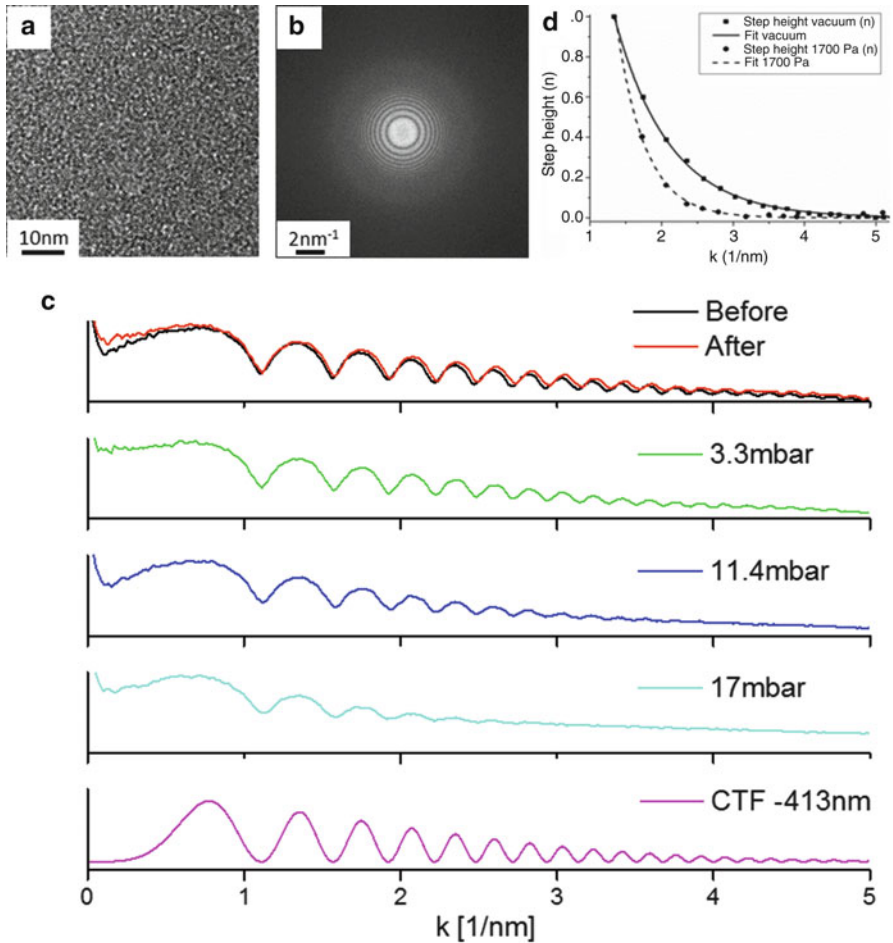 a
10nm
b
2nm-1
d
Step height vacuum (n)
Fit vacuum
Step height 1700 Pa (n)
Fit 1700 Pa
.0
0.8
0.6
0.4
0.2
0.0
Step height (n)
1 2 3 4 5
k (1/nm)
c
Before
After
3.3mbar
11.4mbar
17mbar
CTF -413nm
0 1 2 3 4 5
k [1/nm]